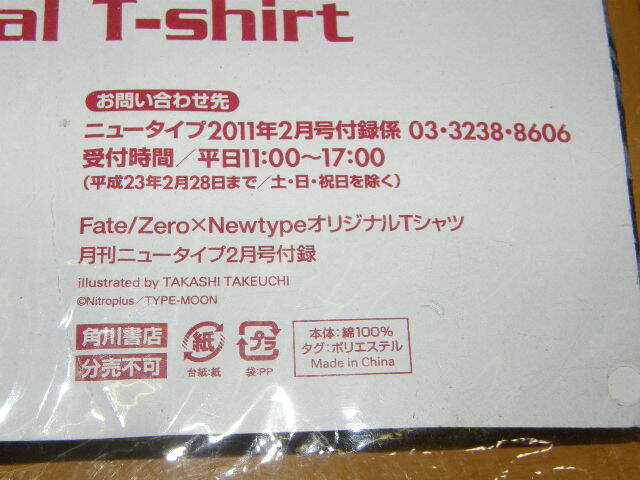 al T-shirt
お問い合わせ先
ニュータイプ2011年2月号付録係 03・3238・8606
受付時間／平日11:00〜17:00
(平成23年2月28日まで／土・日・祝日を除く)
Fate/Zero×NewtypeオリジナルTシャツ
月刊ニュータイプ2月号付録
illustrated by TAKASHI TAKEUCHI
©Nitroplus／TYPE-MOON
角川書店
分売不可
紙
台紙:紙
プラ
袋:PP
本体:綿100%
タグ:ポリエステル
Made in China